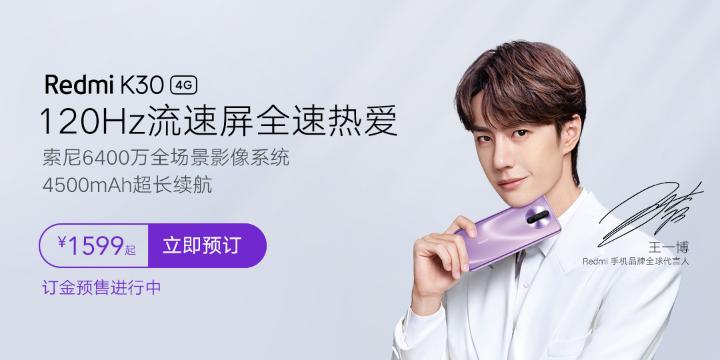 Redmi K30 4G
120Hz流速屏全速热爱
索尼6400万全场景影像系统
4500mAh超长续航
¥1599起 立即预订
订金预售进行中
王一博
Redmi 手机品牌全球代言人